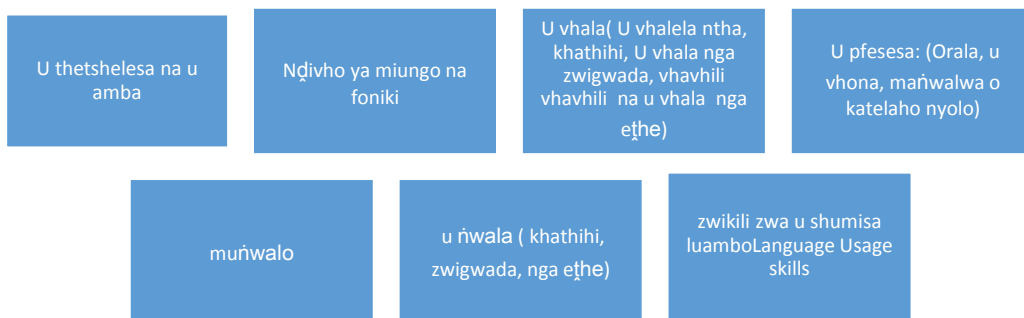 U thetshelesa na u
amba
Nḓivho ya miungo na
foniki
U vhala( U vhalela ntha,
khathihi, U vhala nga
zwigwada, vhavhili
vhavhili na u vhala nga
eṱhe)
U pfesesa: (Orala, u
vhona, maṅwalwa o
katelaho nyolo)
muṅwalo
u ṅwala ( khathihi,
zwigwada, nga eṱhe)
zwikili zwa u shumisa
luamboLanguage Usage
skills